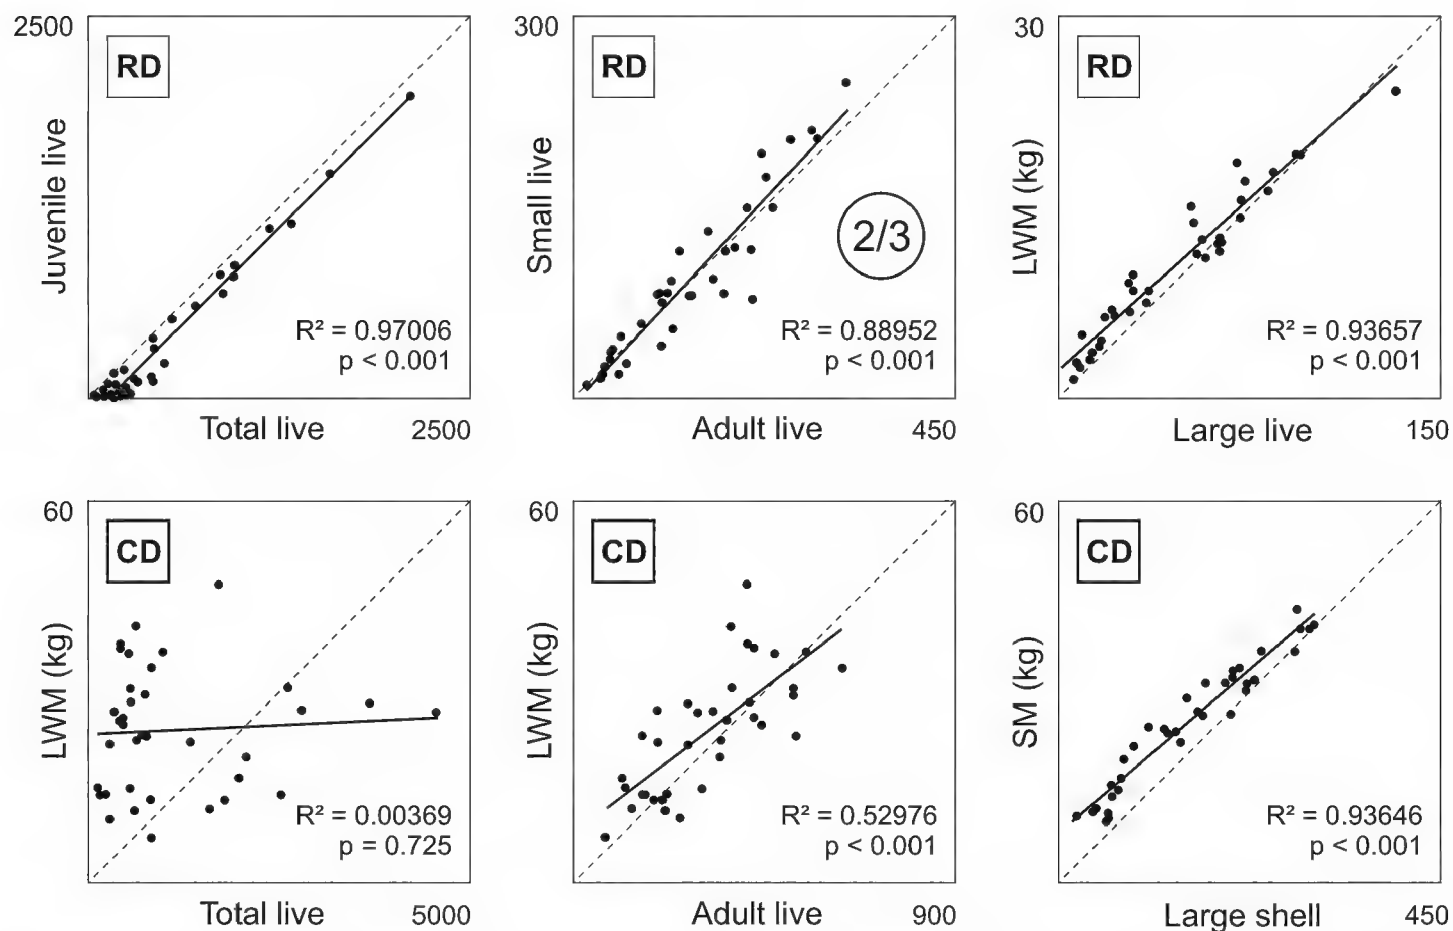 2500
RD
Juvenile live
R² = 0.97006
p < 0.001
Total live
2500
300
RD
Small live
2/3
R² = 0.88952
p < 0.001
Adult live
450
30
RD
LWM (kg)
R² = 0.93657
p < 0.001
Large live
150
60
CD
LWM (kg)
R² = 0.00369
p = 0.725
Total live
5000
60
CD
LWM (kg)
R² = 0.52976
p < 0.001
Adult live
900
60
CD
SM (kg)
R² = 0.93646
p < 0.001
Large shell
450